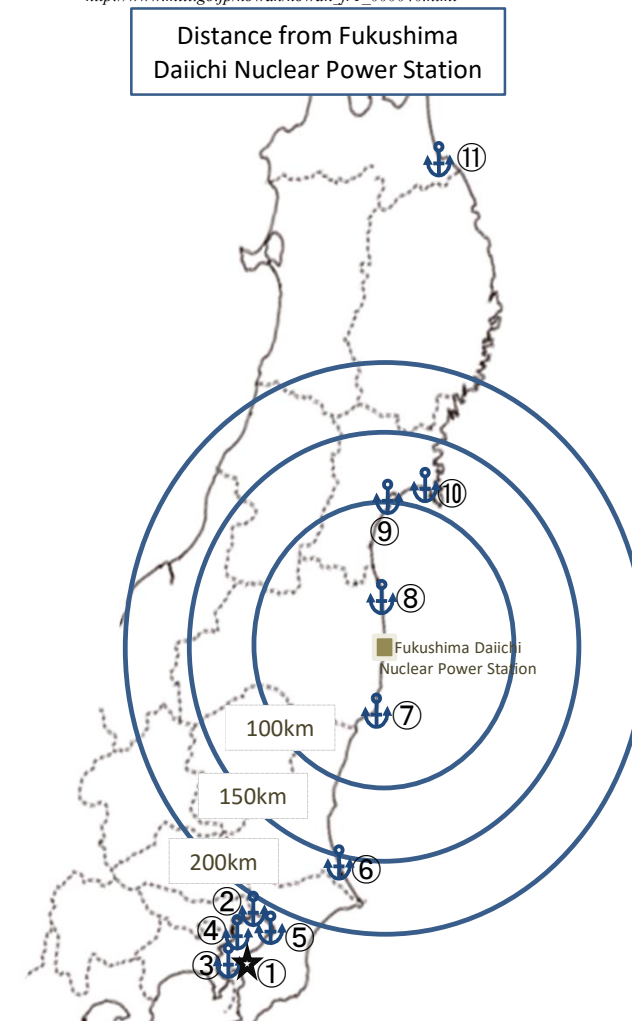 Distance from Fukushima
Daiichi Nuclear Power Station
⑪
⑩
⑨
⑧
Fukushima Daiichi
Nuclear Power Station
⑦
100km
150km
200km
⑥
②
④
⑤
③
①